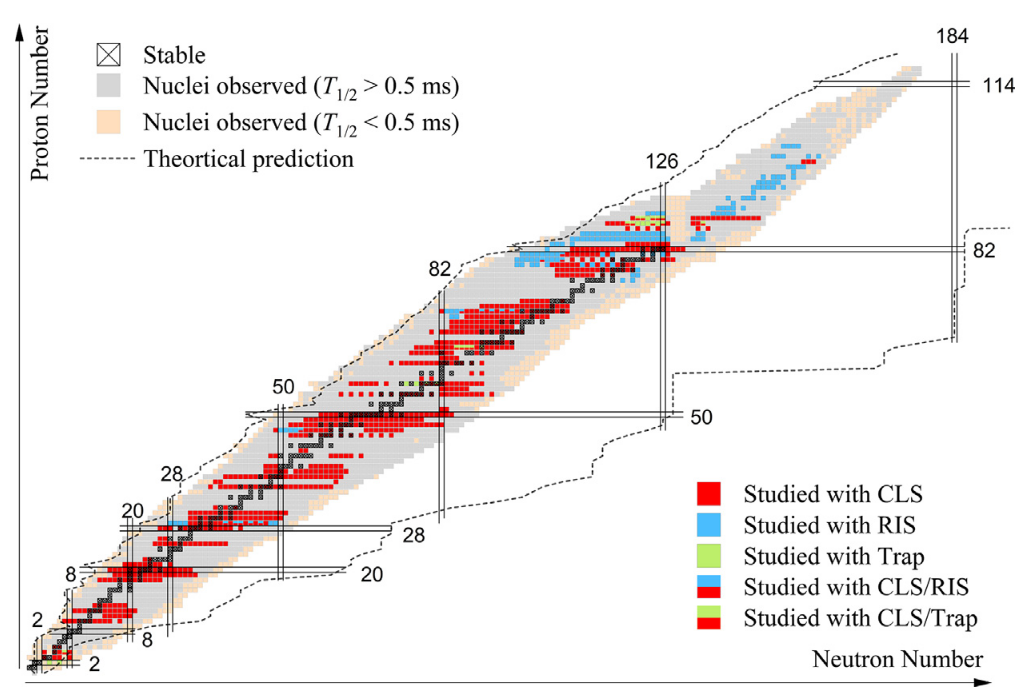 Proton Number
Stable
Nuclei observed (T1/2 > 0.5 ms)
Nuclei observed (T1/2 < 0.5 ms)
Theortical prediction
184
114
126
82
82
50
50
28
28
20
20
8
8
2
2
Studied with CLS
Studied with RIS
Studied with Trap
Studied with CLS/RIS
Studied with CLS/Trap
Neutron Number